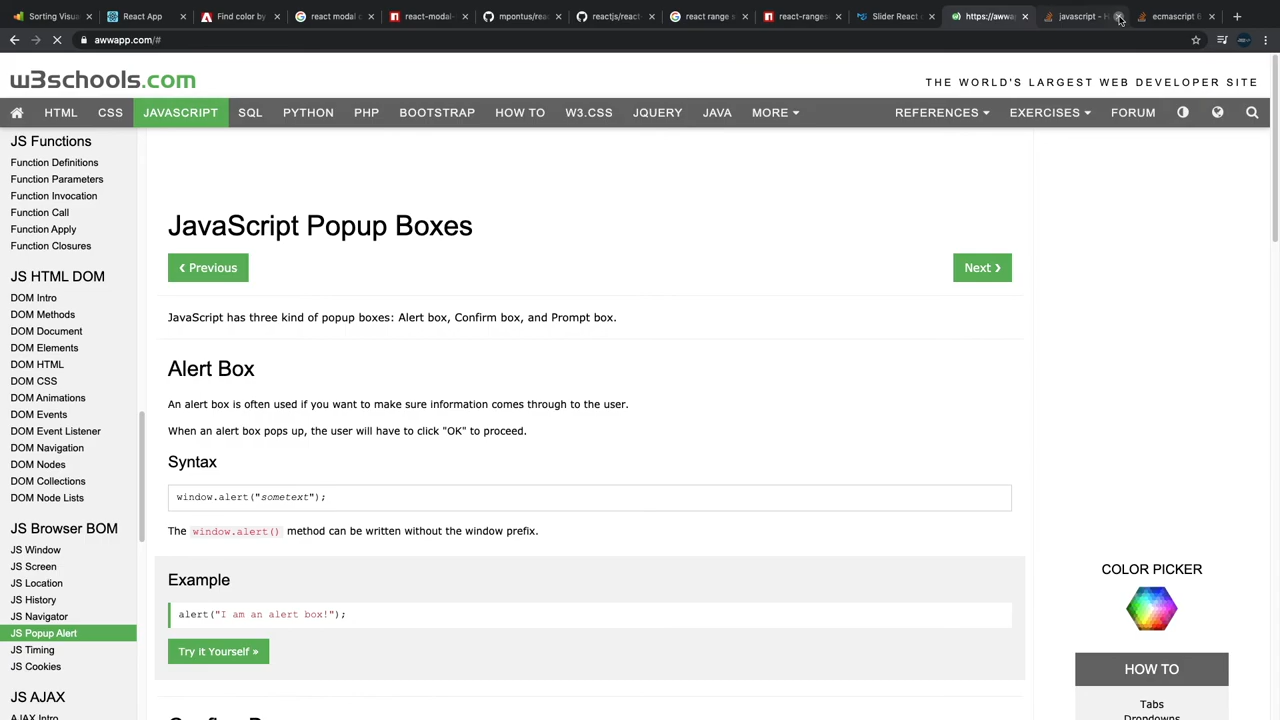 Sorting Visua
React App
Find color by
react modal c
react-modal-
mpontus/reac
reactjs/react-
react range s
react-ranges
Slider React
https://awwa
javascript - H
ecmascript 6
awwapp.com/#
w3schools.com
THE WORLD'S LARGEST WEB DEVELOPER SITE
HTML CSS JAVASCRIPT SQL PYTHON PHP BOOTSTRAP HOW TO W3.CSS JQUERY JAVA MORE REFERENCES EXERCISES FORUM
JS Functions
Function Definitions
Function Parameters
Function Invocation
Function Call
Function Apply
Function Closures
JS HTML DOM
DOM Intro
DOM Methods
DOM Document
DOM Elements
DOM HTML
DOM CSS
DOM Animations
DOM Events
DOM Event Listener
DOM Navigation
DOM Nodes
DOM Collections
DOM Node Lists
JS Browser BOM
JS Window
JS Screen
JS Location
JS History
JS Navigator
JS Popup Alert
JS Timing
JS Cookies
JS AJAX
AJAX Intro
JavaScript Popup Boxes
❮ Previous
Next ❯
JavaScript has three kind of popup boxes: Alert box, Confirm box, and Prompt box.
Alert Box
An alert box is often used if you want to make sure information comes through to the user.
When an alert box pops up, the user will have to click "OK" to proceed.
Syntax
window.alert("sometext");
The window.alert() method can be written without the window prefix.
Example
alert("I am an alert box!");
Try it Yourself »
COLOR PICKER
HOW TO
Tabs
Dropdowns